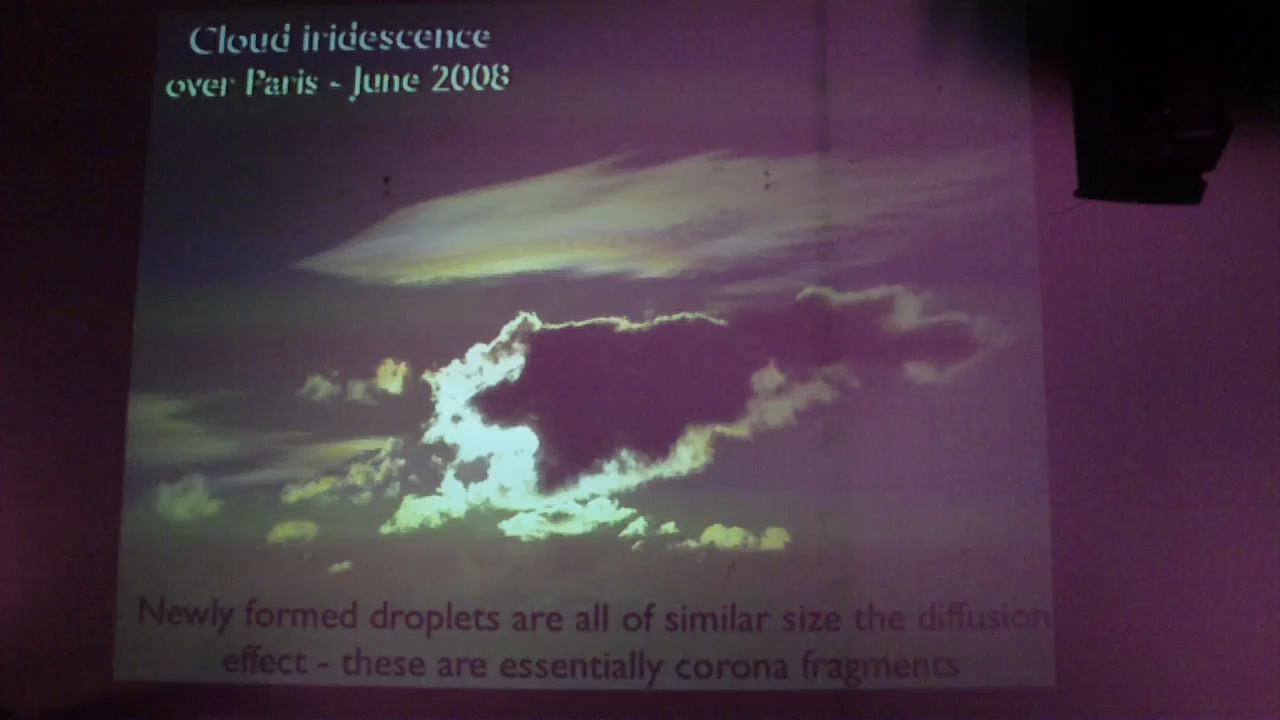 Cloud iridescence
over Paris - June 2008
Newly formed droplets are all of similar size the diffusion
effect - these are essentially corona fragments